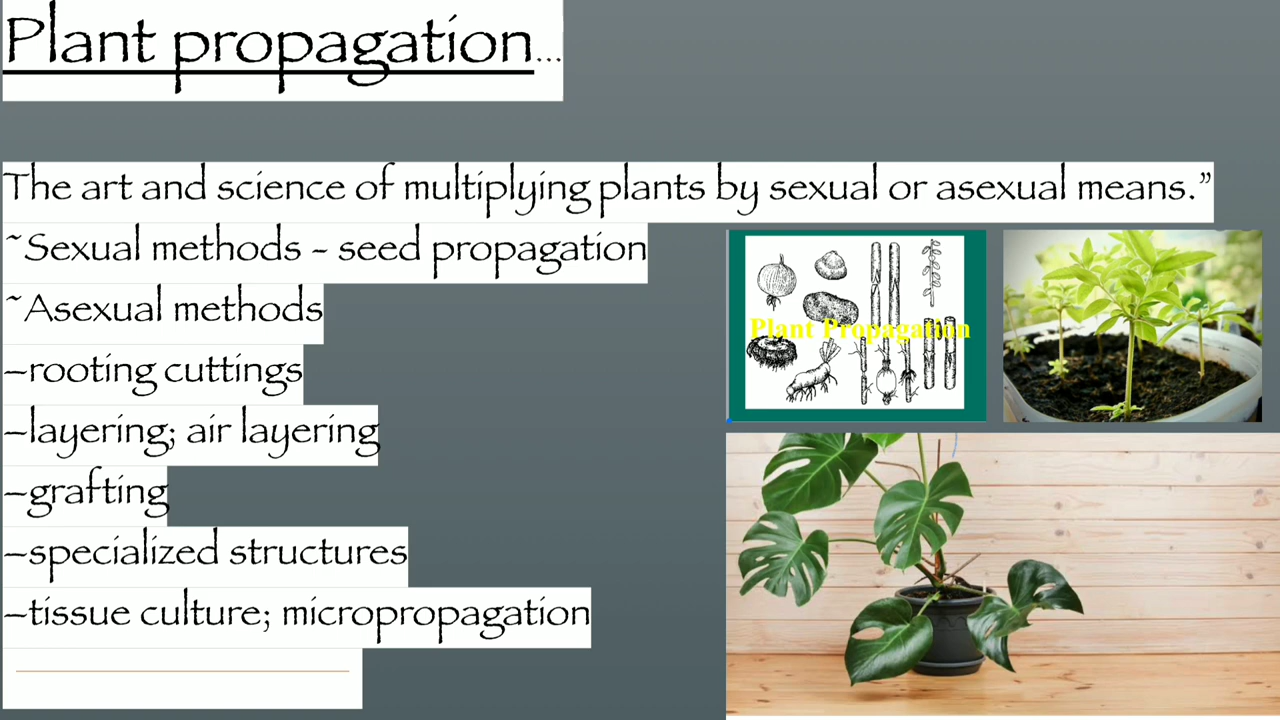 Plant propagation...
The art and science of multiplying plants by sexual or asexual means.”
~Sexual methods – seed propagation
~Asexual methods
–rooting cuttings
–layering; air layering
–grafting
–specialized structures
–tissue culture; micropropagation
Plant Propagation